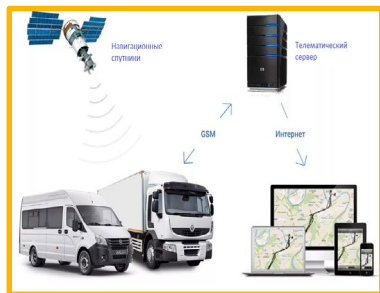 Навигационные
спутники
Телематический
сервер
GSM
Интернет